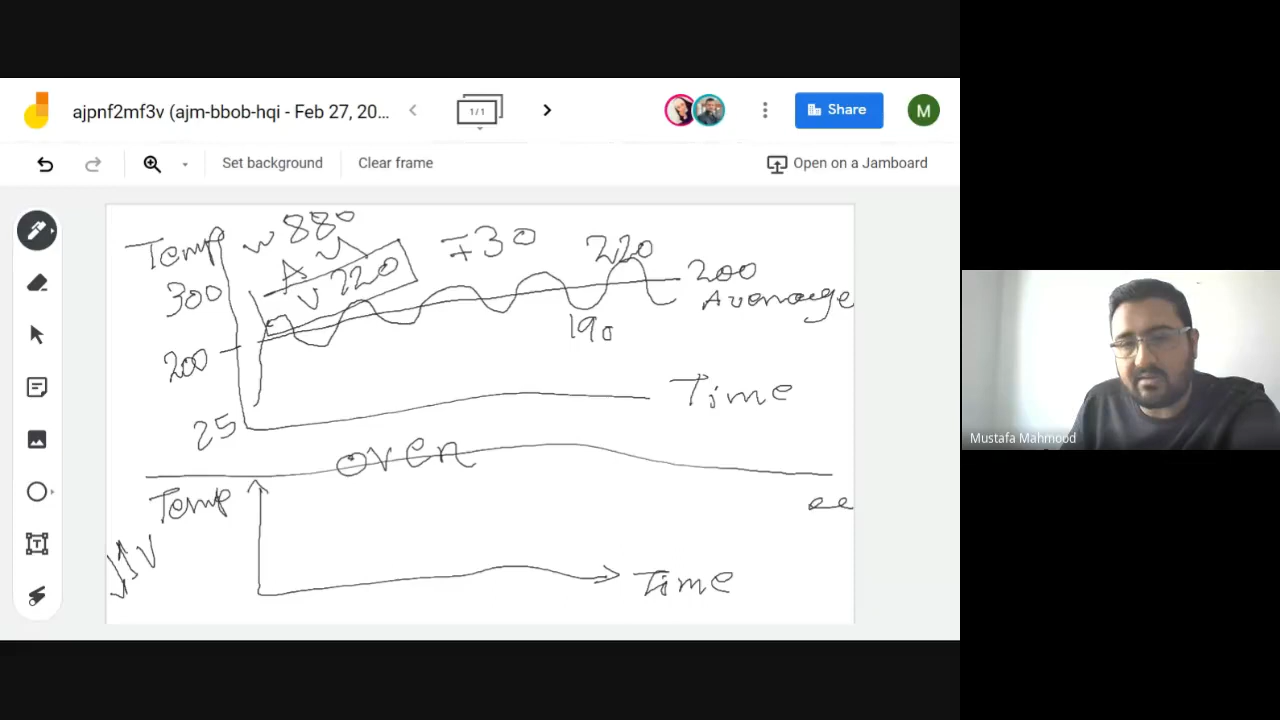 ajpnf2mf3v (ajm-bbob-hqi - Feb 27, 20...
1/1
Share
M
Set background
Clear frame
Open on a Jamboard
Temp
W 880
∓30
220
A
V 220
200
Average
300
190
200
Time
25
oven
Temp
V
Time
Mustafa Mahmood